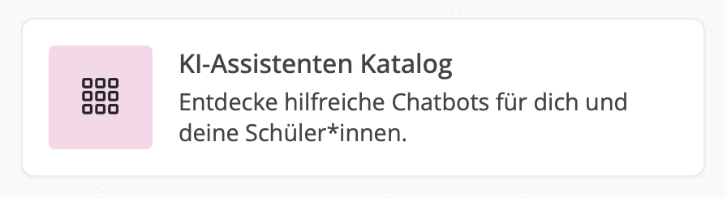 KI-Assistenten Katalog
Entdecke hilfreiche Chatbots für dich und
deine Schüler*innen.